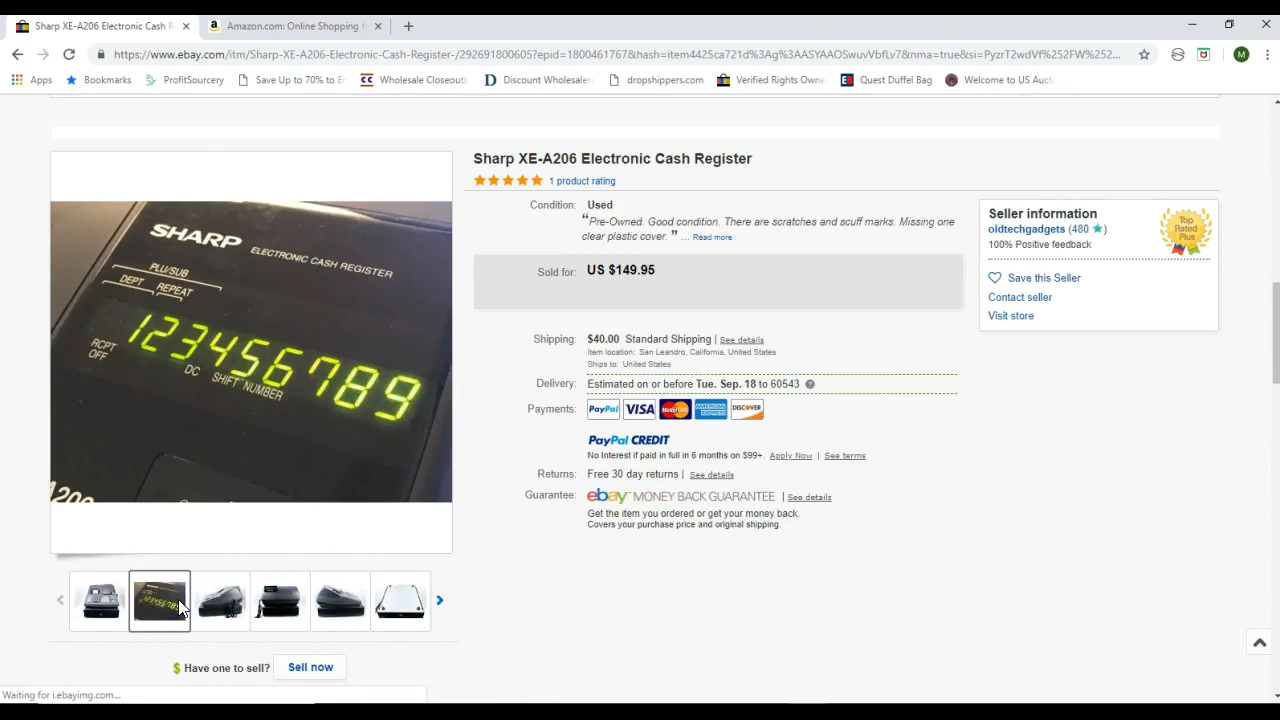 Sharp XE-A206 Electronic Cash R
Amazon.com: Online Shopping
https://www.ebay.com/itm/Sharp-XE-A206-Electronic-Cash-Register-/292691800605?epid=1800461767&hash=item4425ca721d%3Ag%3AASYAAOSwuvVbfLv7&nma=true&si=PyzrT2wdVf%252FW%252...
M
Apps
Bookmarks
ProfitSourcery
Save Up to 70% to Er
Wholesale Closeouts
Discount Wholesaler
dropshippers.com
Verified Rights Owne
Quest Duffel Bag
Welcome to US Aucti
SHARP
ELECTRONIC CASH REGISTER
PLU/SUB
DEPT REPEAT
123456789
RCPT
OFF
DC SHIFT NUMBER
A206
Sharp XE-A206 Electronic Cash Register
1 product rating
Condition: Used
“Pre-Owned. Good condition. There are scratches and scuff marks. Missing one
clear plastic cover.” ... Read more
Sold for: US $149.95
Shipping: $40.00 Standard Shipping | See details
Item location: San Leandro, California, United States
Ships to: United States
Delivery: Estimated on or before Tue. Sep. 18 to 60543
Payments: PayPal VISA MasterCard AMERICAN EXPRESS DISCOVER
PayPal CREDIT
No Interest if paid in full in 6 months on $99+. Apply Now | See terms
Returns: Free 30 day returns | See details
Guarantee: ebay MONEY BACK GUARANTEE | See details
Get the item you ordered or get your money back.
Covers your purchase price and original shipping.
Seller information
oldtechgadgets (480 ★)
100% Positive feedback
Top
Rated
Plus
Save this Seller
Contact seller
Visit store
$ Have one to sell? Sell now
Waiting for i.ebayimg.com...